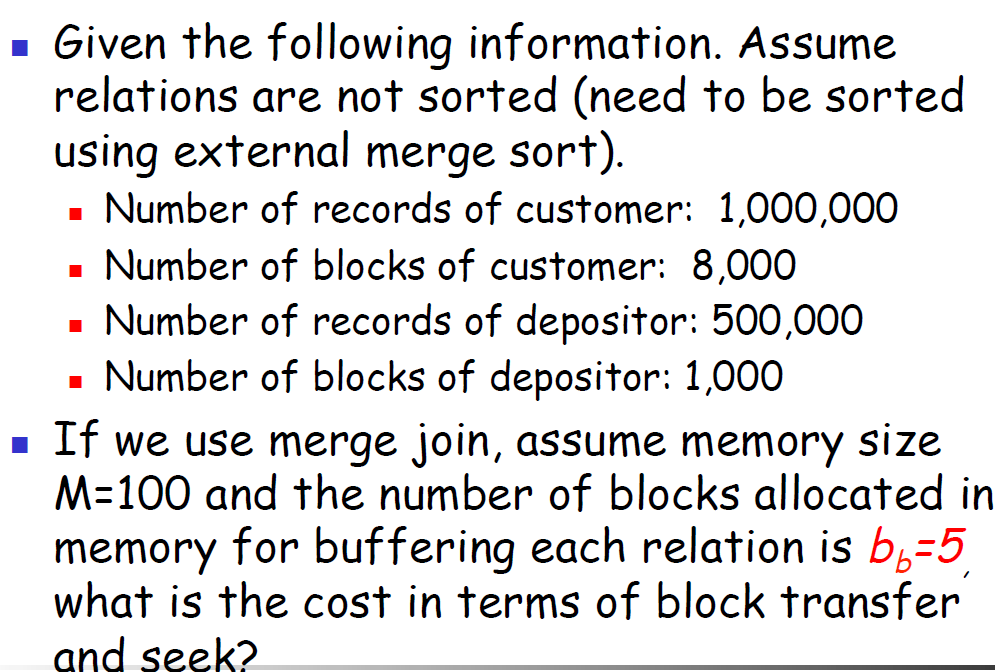 Given the following information. Assume
relations are not sorted (need to be sorted
using external merge sort).
Number of records of customer: 1,000,000
Number of blocks of customer: 8,000
Number of records of depositor: 500,000
Number of blocks of depositor: 1,000
If we use merge join, assume memory size
M=100 and the number of blocks allocated in
memory for buffering each relation is b_b=5,
what is the cost in terms of block transfer
and seek?